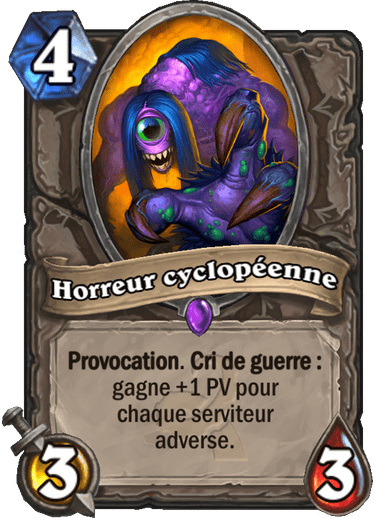 4
Horreur cyclopéenne
Provocation. Cri de guerre :
gagne +1 PV pour
chaque serviteur
adverse.
3
3